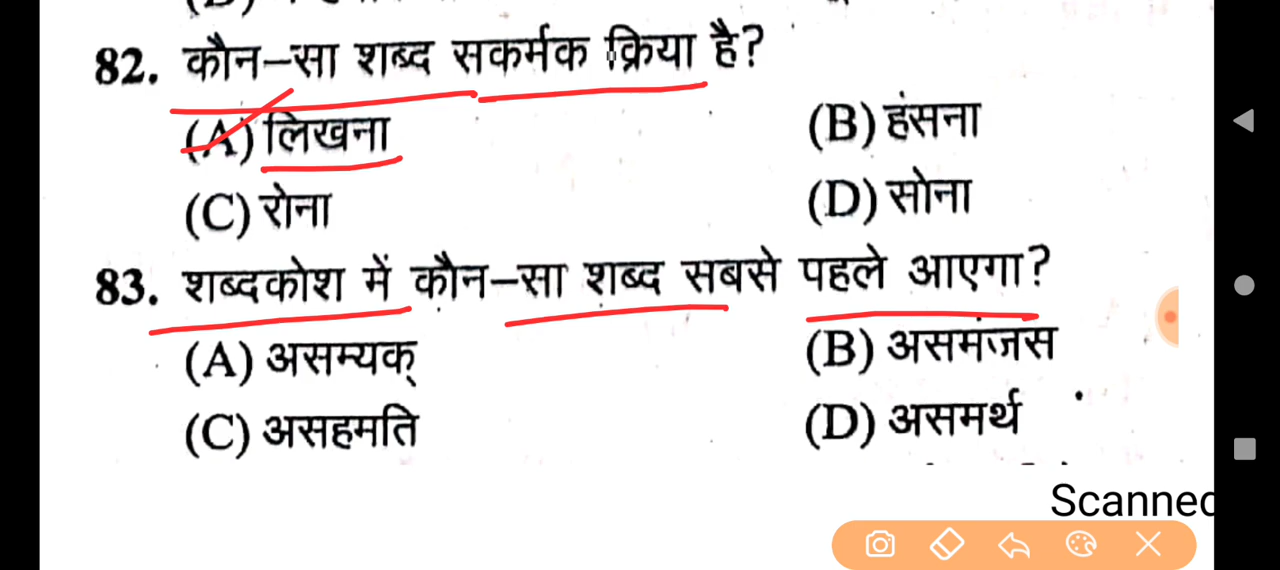 82. कौन–सा शब्द सकर्मक क्रिया है?
(A) लिखना (B) हंसना
(C) रोना (D) सोना
83. शब्दकोश में कौन–सा शब्द सबसे पहले आएगा?
(A) असम्यक् (B) असमंजस
(C) असहमति (D) असमर्थ
Scanned